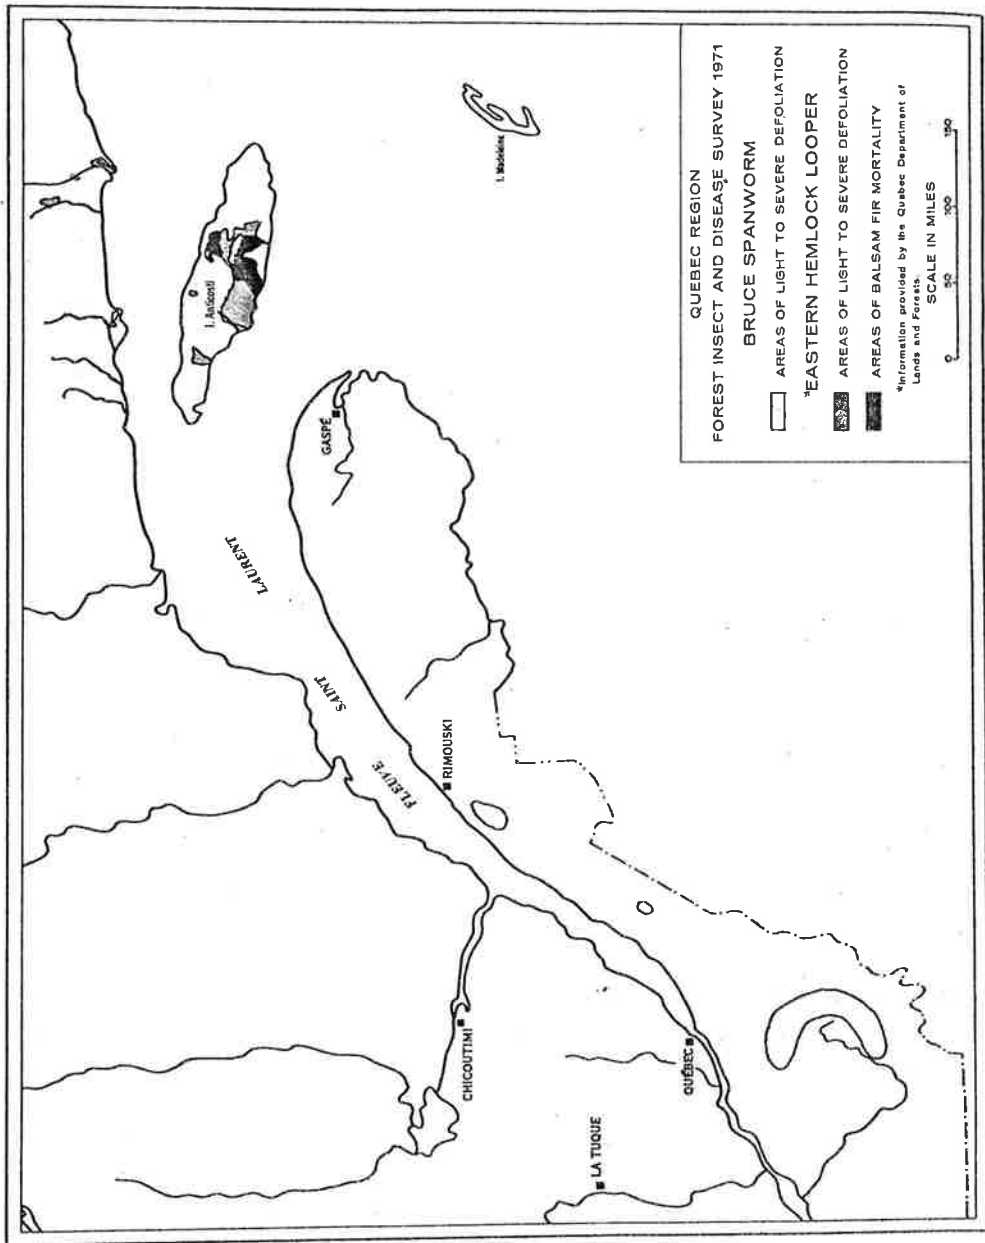 I. Anticosti
I. Madeleine
GASPÉ
LAURENT
SAINT
FLEUVE
RIMOUSKI
CHICOUTIMI
QUÉBEC
LA TUQUE
QUEBEC REGION
FOREST INSECT AND DISEASE SURVEY 1971
BRUCE SPANWORM
AREAS OF LIGHT TO SEVERE DEFOLIATION
*EASTERN HEMLOCK LOOPER
AREAS OF LIGHT TO SEVERE DEFOLIATION
AREAS OF BALSAM FIR MORTALITY
*Information provided by the Quebec Department of
Lands and Forests.
0 50 100 150
SCALE IN MILES